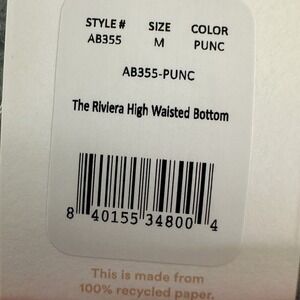 STYLE # SIZE COLOR
AB355 M PUNC
AB355-PUNC
The Riviera High Waisted Bottom
8 40155 34800 4
This is made from
100% recycled paper.